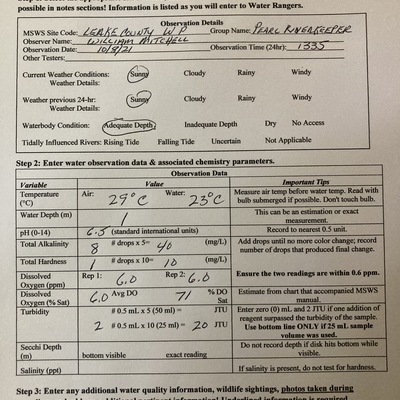 possible in notes sections! Information is listed as you will enter to Water Rangers.
Observation Details
MSWS Site Code: LEAKE COUNTY WP Group Name: PEARL RIVERKEEPER
Observer Name: WILLIAM MITCHELL
Observation Date: 10/9/21 Observation Time (24hr): 1335
Other Testers:
Current Weather Conditions: Sunny Cloudy Rainy Windy
Weather Details:
Weather previous 24-hr: Sunny Cloudy Rainy Windy
Weather Details:
Waterbody Condition: Adequate Depth Inadequate Depth Dry No Access
Tidally Influenced Rivers: Rising Tide Falling Tide Uncertain Not Applicable
Step 2: Enter water observation data & associated chemistry parameters.
Observation Data
Variable Value Important Tips
Temperature (°C) Air: 29°C Water: 23°C Measure air temp before water temp. Read with bulb submerged if possible. Don't touch bulb.
Water Depth (m) 1 This can be an estimation or exact measurement.
pH (0-14) 6.5 (standard international units) Record to nearest 0.5 unit.
Total Alkalinity 8 # drops x 5= 40 (mg/L) Add drops until no more color change; record number of drops that produced final change.
Total Hardness 1 # drops x 10= 10 (mg/L)
Dissolved Oxygen (ppm) Rep 1: 6.0 Rep 2: 6.0 Ensure the two readings are within 0.6 ppm.
Dissolved Oxygen (% Sat) 6.0 Avg DO 71 % DO Sat Estimate from chart that accompanied MSWS manual.
Turbidity # 0.5 mL x 5 (50 ml) = JTU Enter zero (0) mL and 2 JTU if one addition of reagent surpassed the turbidity of the sample.
2 # 0.5 mL x 10 (25 ml) = 20 JTU Use bottom line ONLY if 25 mL sample volume was used.
Secchi Depth (m) bottom visible exact reading Do not record depth if disk hits bottom while visible.
Salinity (ppt) If salinity is present, do not test for hardness.
Step 3: Enter any additional water quality information, wildlife sightings, photos taken during